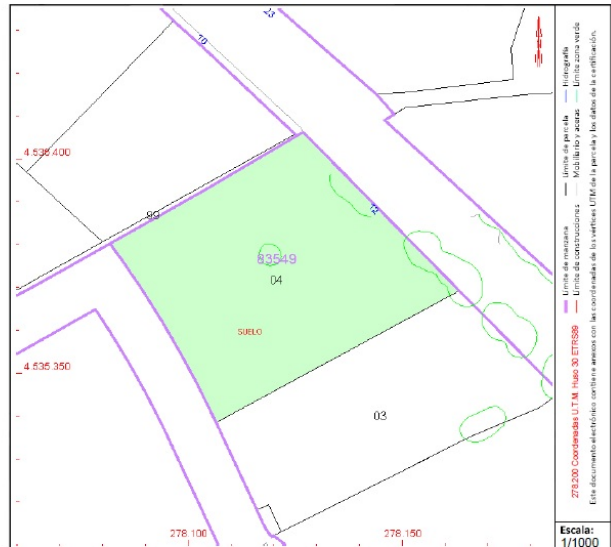 23
10
4.535.400
99
12
83549
04
SUELO
4.535.350
03
278.100
278.150
Límite de manzana
Límite de parcela
Hidrografía
Límite de construcciones
Mobiliario y aceras
Límite zona verde
278.200 Coordenadas U.T.M. Huso 30 ETRS89
Este documento electrónico contiene anexos con las coordenadas de los vértices UTM de la parcela y los datos de la certificación.
Escala:
1/1000